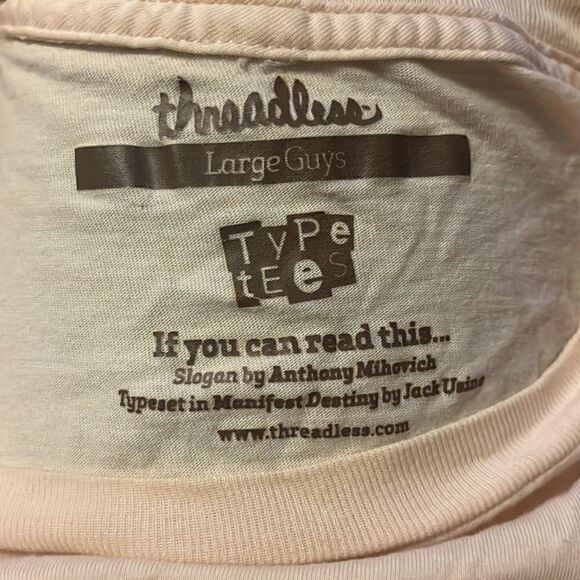 threadless
Large Guys
TyPe
tEeS
If you can read this...
Slogan by Anthony Mihovich
Typeset in Manifest Destiny by Jack Usine
www.threadless.com